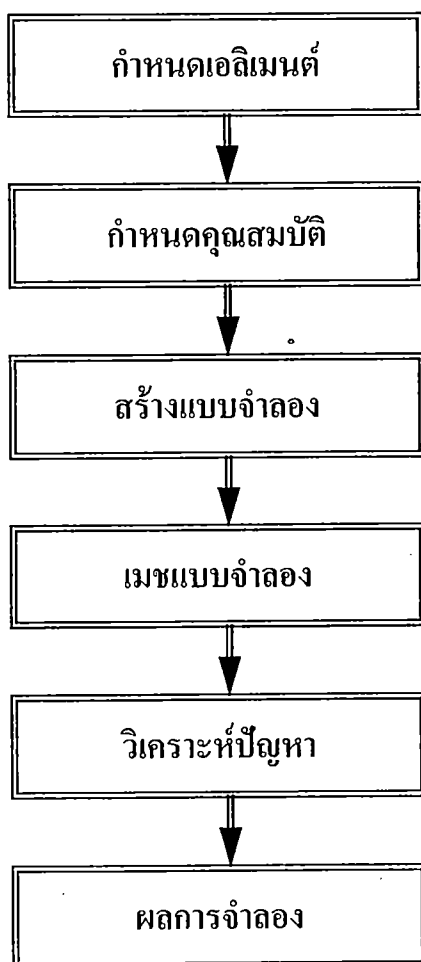 กำหนดเอลิเมนต์
กำหนดคุณสมบัติ
สร้างแบบจำลอง
เมชแบบจำลอง
วิเคราะห์ปัญหา
ผลการจำลอง